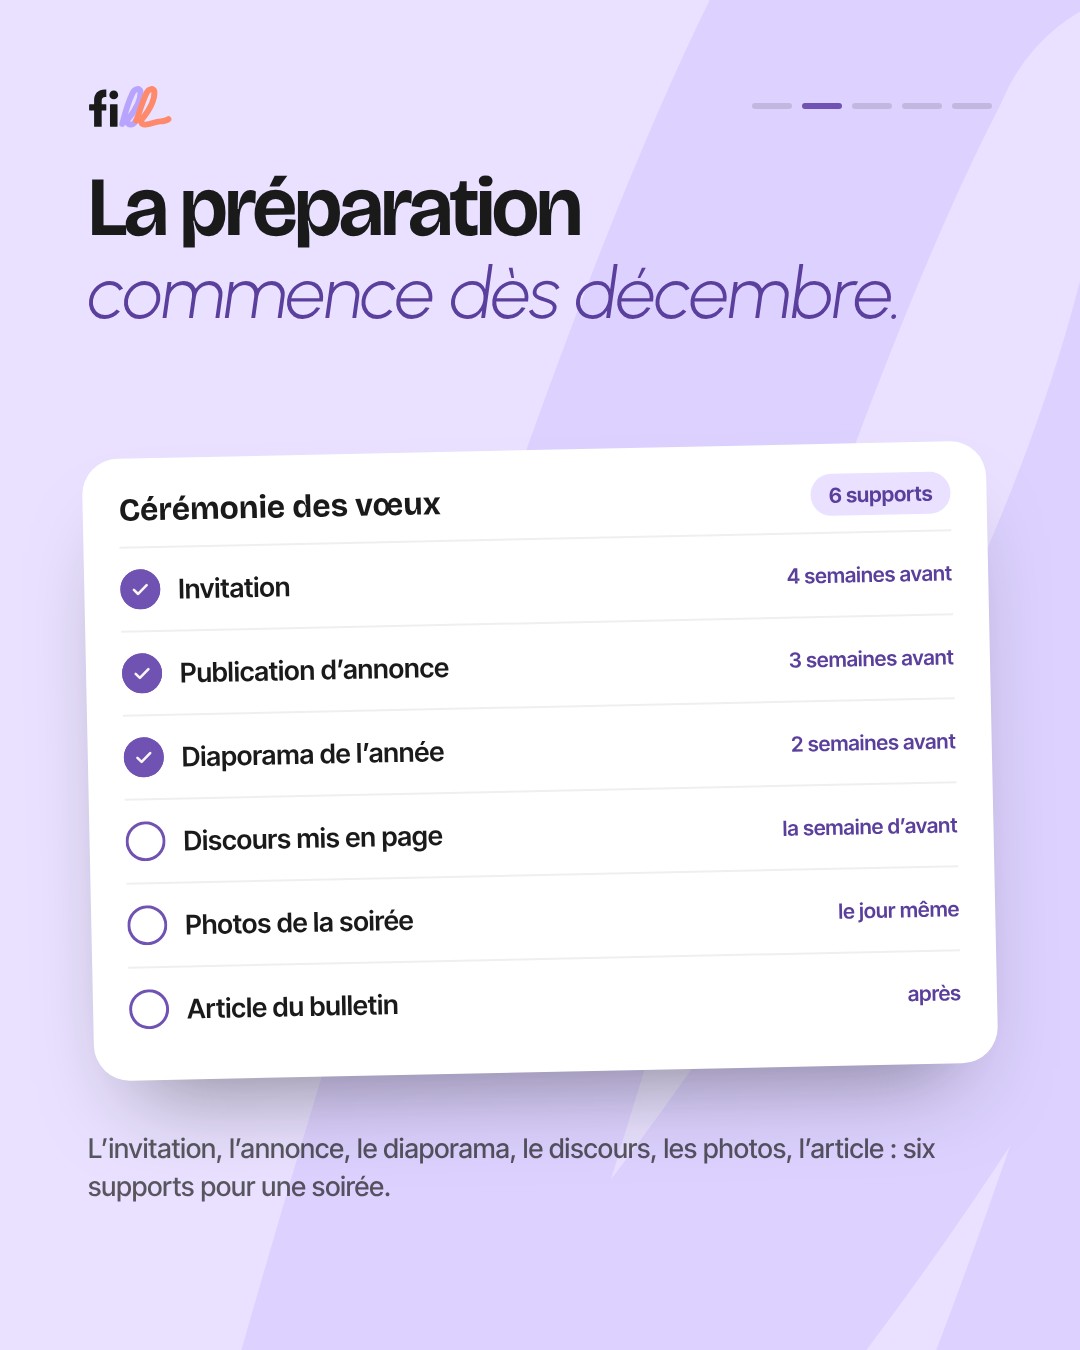 fill
La préparation
commence dès décembre.
Cérémonie des vœux
6 supports
Invitation
4 semaines avant
Publication d’annonce
3 semaines avant
Diaporama de l’année
2 semaines avant
Discours mis en page
la semaine d’avant
Photos de la soirée
le jour même
Article du bulletin
après
L’invitation, l’annonce, le diaporama, le discours, les photos, l’article : six
supports pour une soirée.